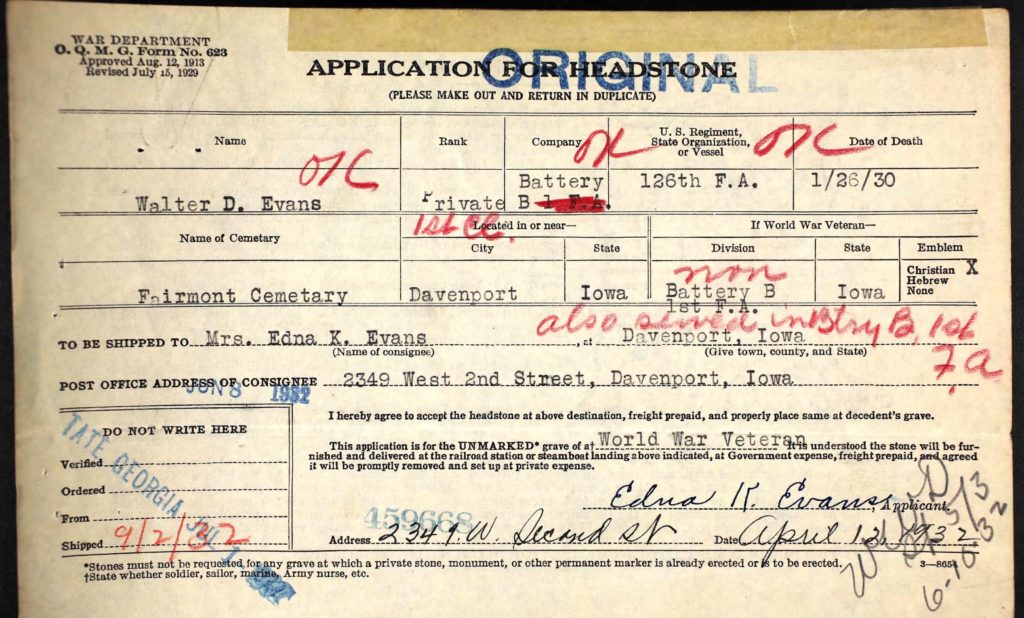 WAR DEPARTMENT
O. Q. M. G. Form No. 623
Approved Aug. 12, 1913
Revised July 15, 1929
ORIGINAL
APPLICATION FOR HEADSTONE
(PLEASE MAKE OUT AND RETURN IN DUPLICATE)
Name Rank Company U. S. Regiment, State Organization, or Vessel Date of Death
OK OK OK
Walter D. Evans Private Battery B 1 F.A. 126th F.A. 1/26/30
1st Cl.
Name of Cemetary Located in or near— If World War Veteran—
City State Division State Emblem
Christian X
Hebrew
None
non
Fairmont Cemetary Davenport Iowa Battery B Iowa
1st F.A.
also served in Btry B, 1st F.A.
TO BE SHIPPED TO Mrs. Edna K. Evans, at Davenport, Iowa
(Name of consignee) (Give town, county, and State)
POST OFFICE ADDRESS OF CONSIGNEE 2349 West 2nd Street, Davenport, Iowa
JUN 8 1932
I hereby agree to accept the headstone at above destination, freight prepaid, and properly place same at decedent's grave.
DO NOT WRITE HERE
Verified
Ordered
From
Shipped 9/2/32
TATE GEORGIA
This application is for the UNMARKED* grave of a† World War Veteran It is understood the stone will be fur-
nished and delivered at the railroad station or steamboat landing above indicated, at Government expense, freight prepaid, and agreed
it will be promptly removed and set up at private expense.
Edna K Evans, Applicant.
459668
Address 2349 W. Second St Date April 12, 1932
6-10-32
*Stones must not be requested for any grave at which a private stone, monument, or other permanent marker is already erected or is to be erected.
†State whether soldier, sailor, marine, Army nurse, etc.
3—8654